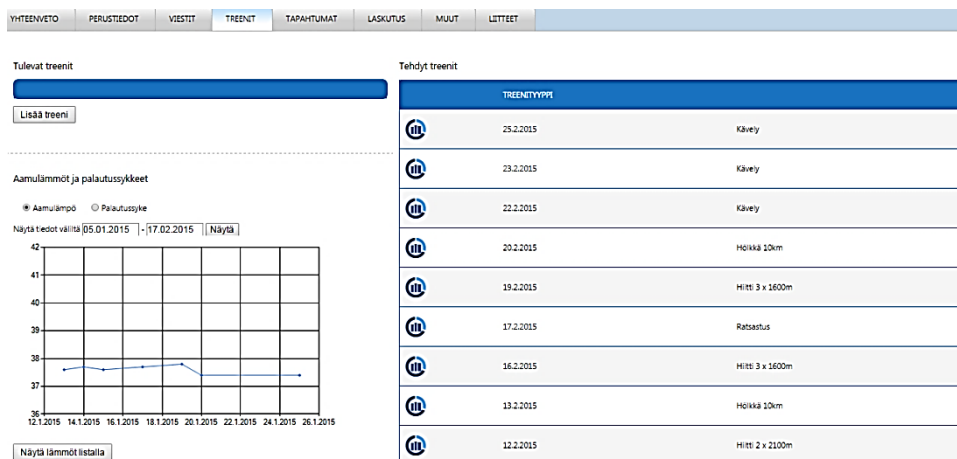 YHTEENVETO PERUSTIEDOT VIESTIT TREENIT TAPAHTUMAT LASKUTUS MUUT LIITTEET
Tulevat treenit
Lisää treeni
Aamulämmöt ja palautussykkeet
Aamulämpö Palautussyke
Näytä tiedot väliltä 05.01.2015 - 17.02.2015 Näytä
42
41
40
39
38
37
36
12.1.2015 14.1.2015 16.1.2015 18.1.2015 20.1.2015 22.1.2015 24.1.2015 26.1.2015
Näytä lämmöt listalla
Tehdyt treenit
TREENITYYPPI
25.2.2015 Kävely
23.2.2015 Kävely
22.2.2015 Kävely
20.2.2015 Hölkkä 10km
19.2.2015 Hiitti 3 x 1600m
17.2.2015 Ratsastus
16.2.2015 Hiitti 3 x 1600m
13.2.2015 Hölkkä 10km
12.2.2015 Hiitti 2 x 2100m